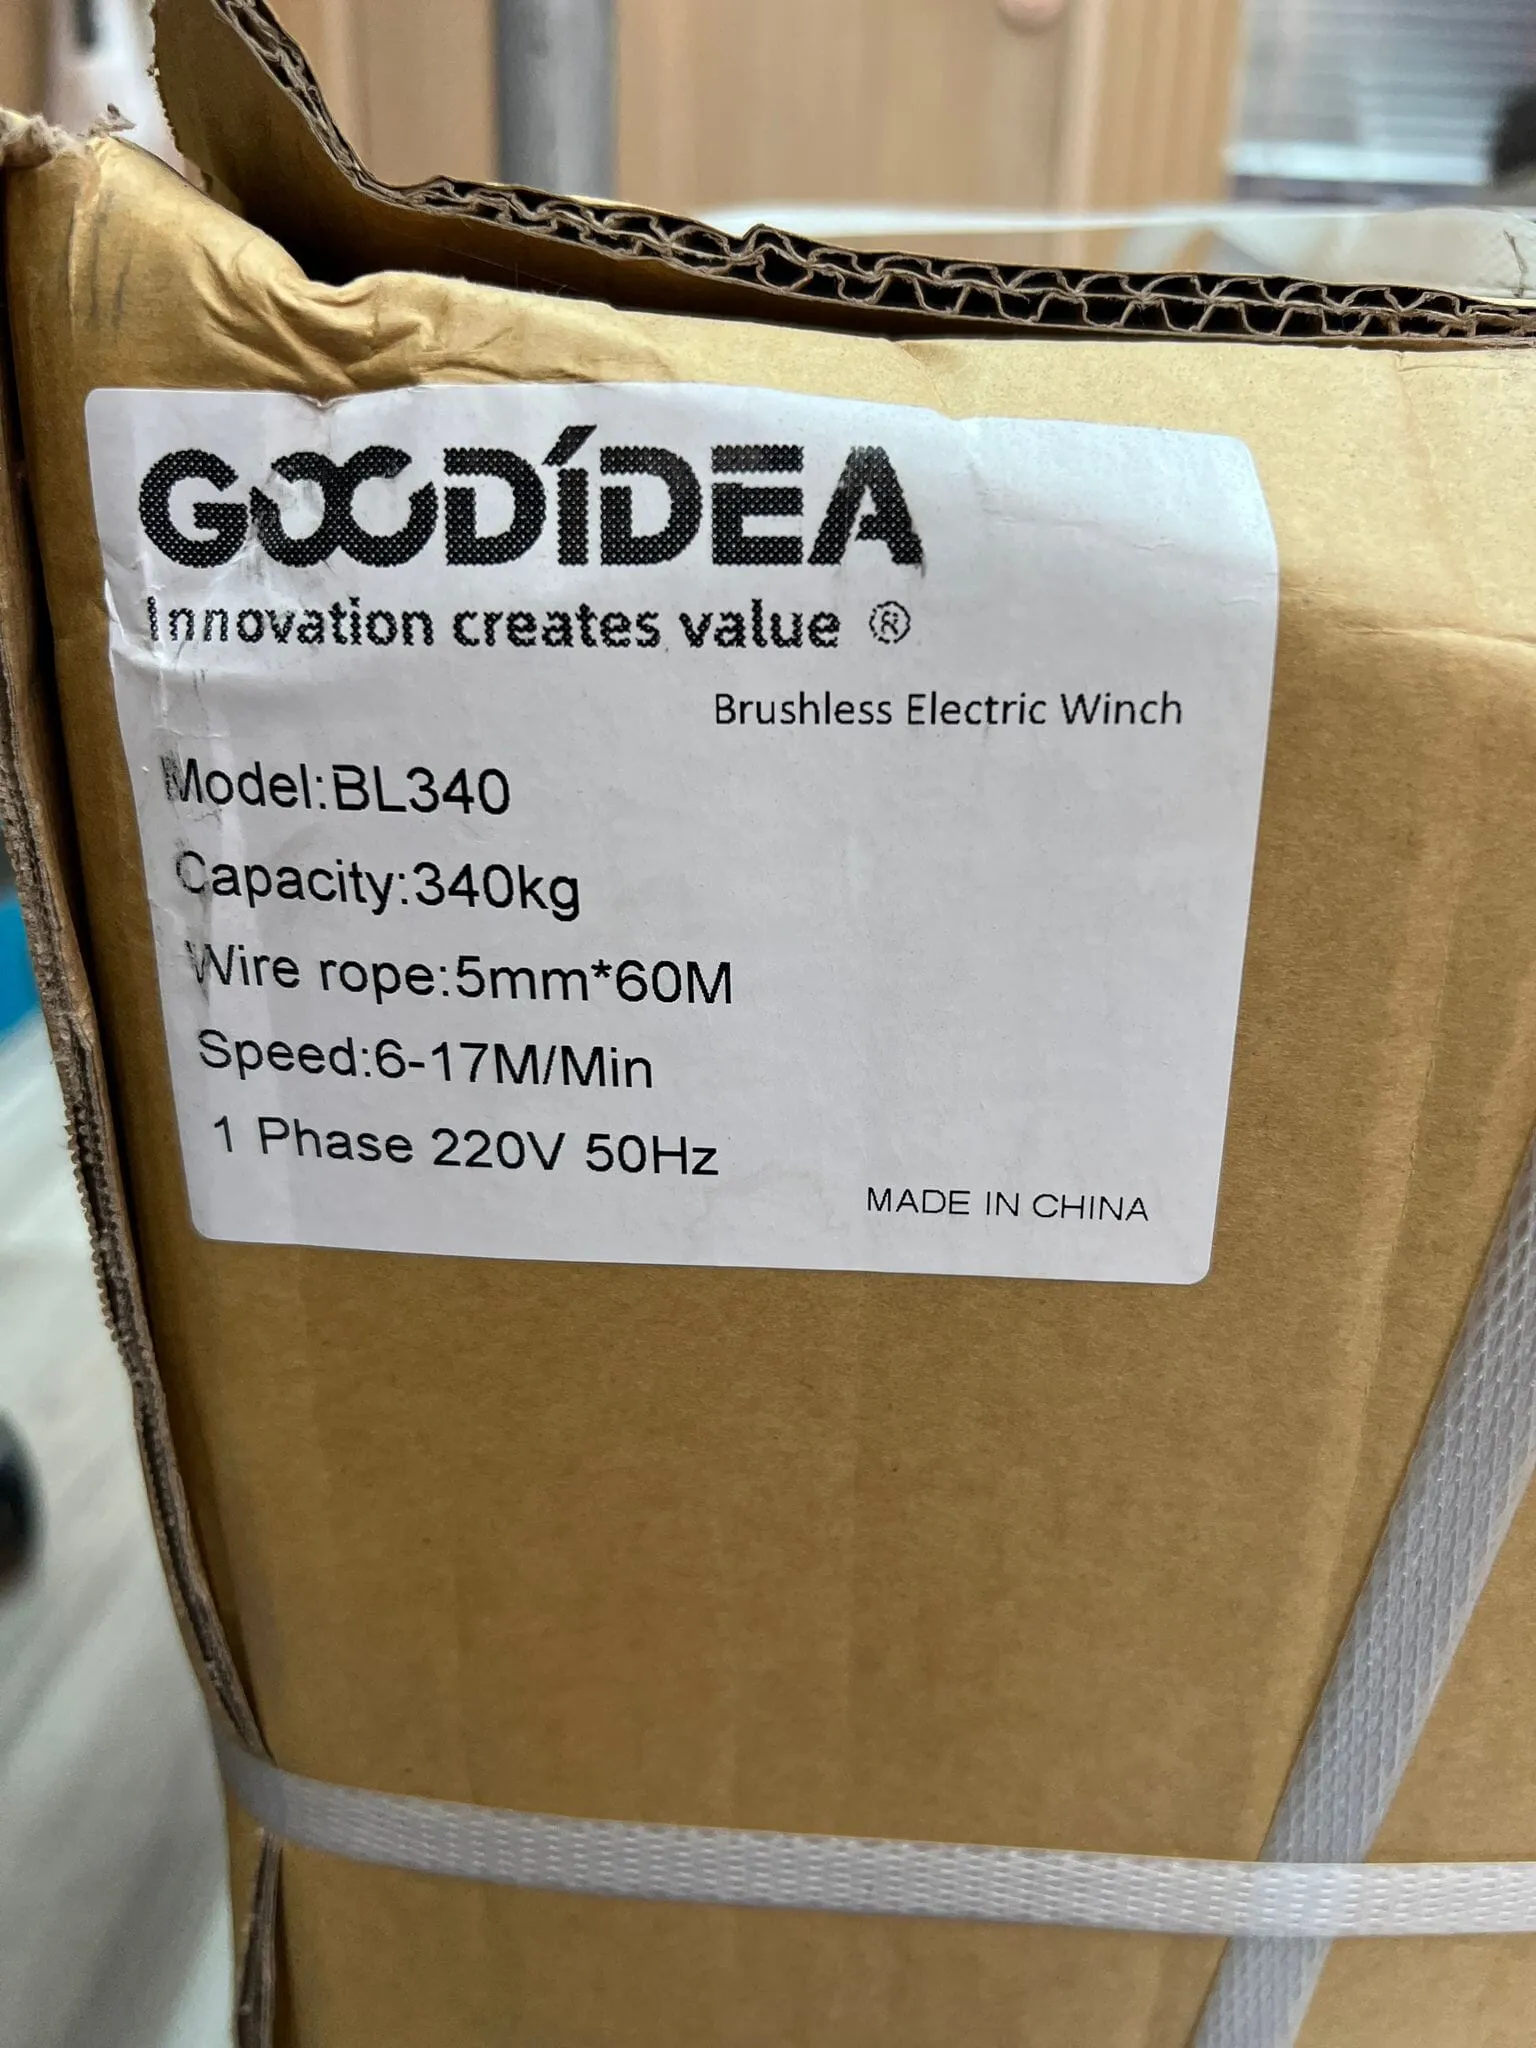 GOODÍDEA
Innovation creates value ®
Brushless Electric Winch
Model:BL340
Capacity:340kg
Wire rope:5mm*60M
Speed:6-17M/Min
1 Phase 220V 50Hz
MADE IN CHINA